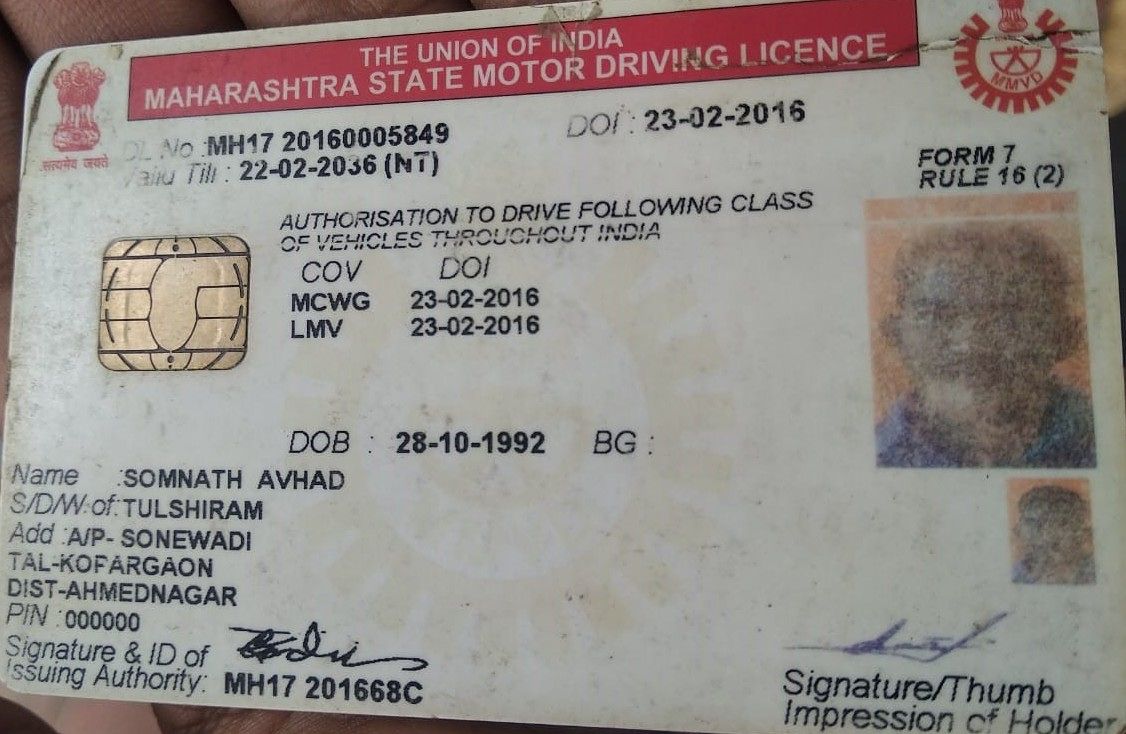 THE UNION OF INDIA
MAHARASHTRA STATE MOTOR DRIVING LICENCE
सत्यमेव जयते
MMVD
DL No :MH17 20160005849 DOI : 23-02-2016
Valid Till : 22-02-2036 (NT)
FORM 7
RULE 16 (2)
AUTHORISATION TO DRIVE FOLLOWING CLASS
OF VEHICLES THROUGHOUT INDIA
COV DOI
MCWG 23-02-2016
LMV 23-02-2016
DOB : 28-10-1992 BG :
Name :SOMNATH AVHAD
S/D/W of:TULSHIRAM
Add :A/P- SONEWADI
TAL-KOFARGAON
DIST-AHMEDNAGAR
PIN :000000
Signature & ID of
Issuing Authority: MH17 201668C
Signature/Thumb
Impression of Holder